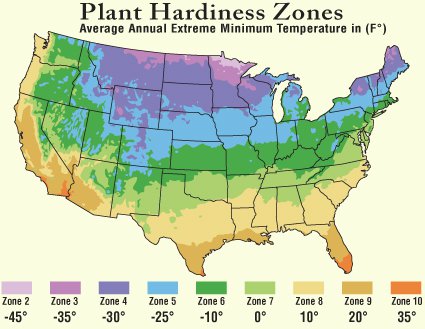 Plant Hardiness Zones
Average Annual Extreme Minimum Temperature in (F°)
Zone 2 Zone 3 Zone 4 Zone 5 Zone 6 Zone 7 Zone 8 Zone 9 Zone 10
-45° -35° -30° -25° -10° 0° 10° 20° 35°